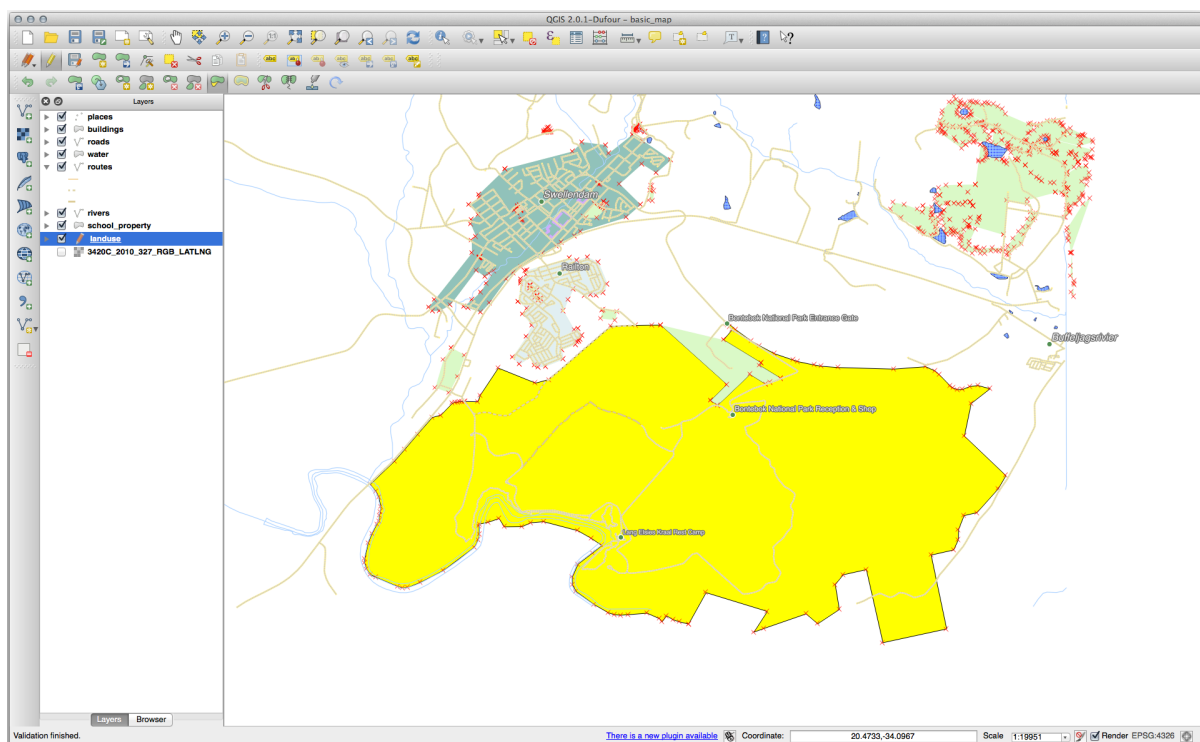 QGIS 2.0.1-Dufour - basic_map
Layers
places
buildings
roads
water
routes
rivers
school_property
landuse
3420C_2010_327_RGB_LATLNG
Swellendam
Railton
Bontebok National Park Entrance Gate
Buffeljagsrivier
Bontebok National Park Reception & Shop
Lang Elsies Kraal Rest Camp
Layers
Browser
Validation finished.
There is a new plugin available
Coordinate:
20.4733,-34.0967
Scale
1:19951
Render
EPSG:4326